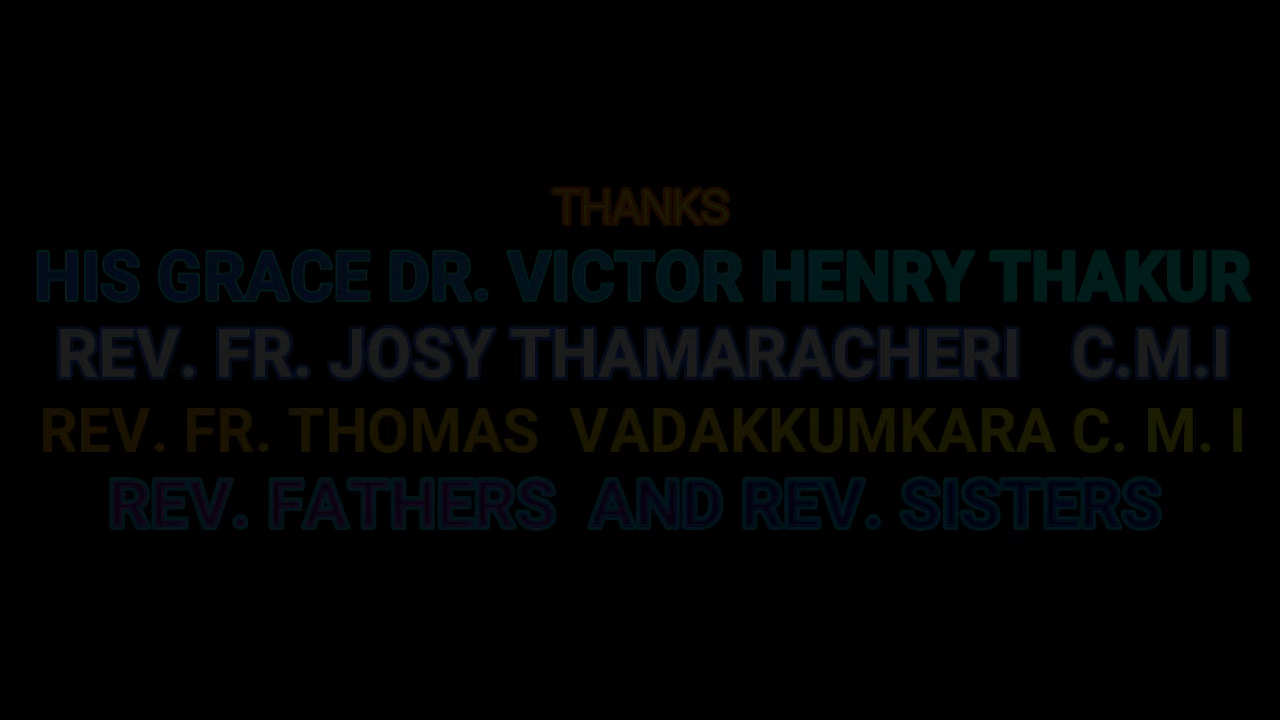 THANKS
HIS GRACE DR. VICTOR HENRY THAKUR
REV. FR. JOSY THAMARACHERI C.M.I
REV. FR. THOMAS VADAKKUMKARA C. M. I
REV. FATHERS AND REV. SISTERS